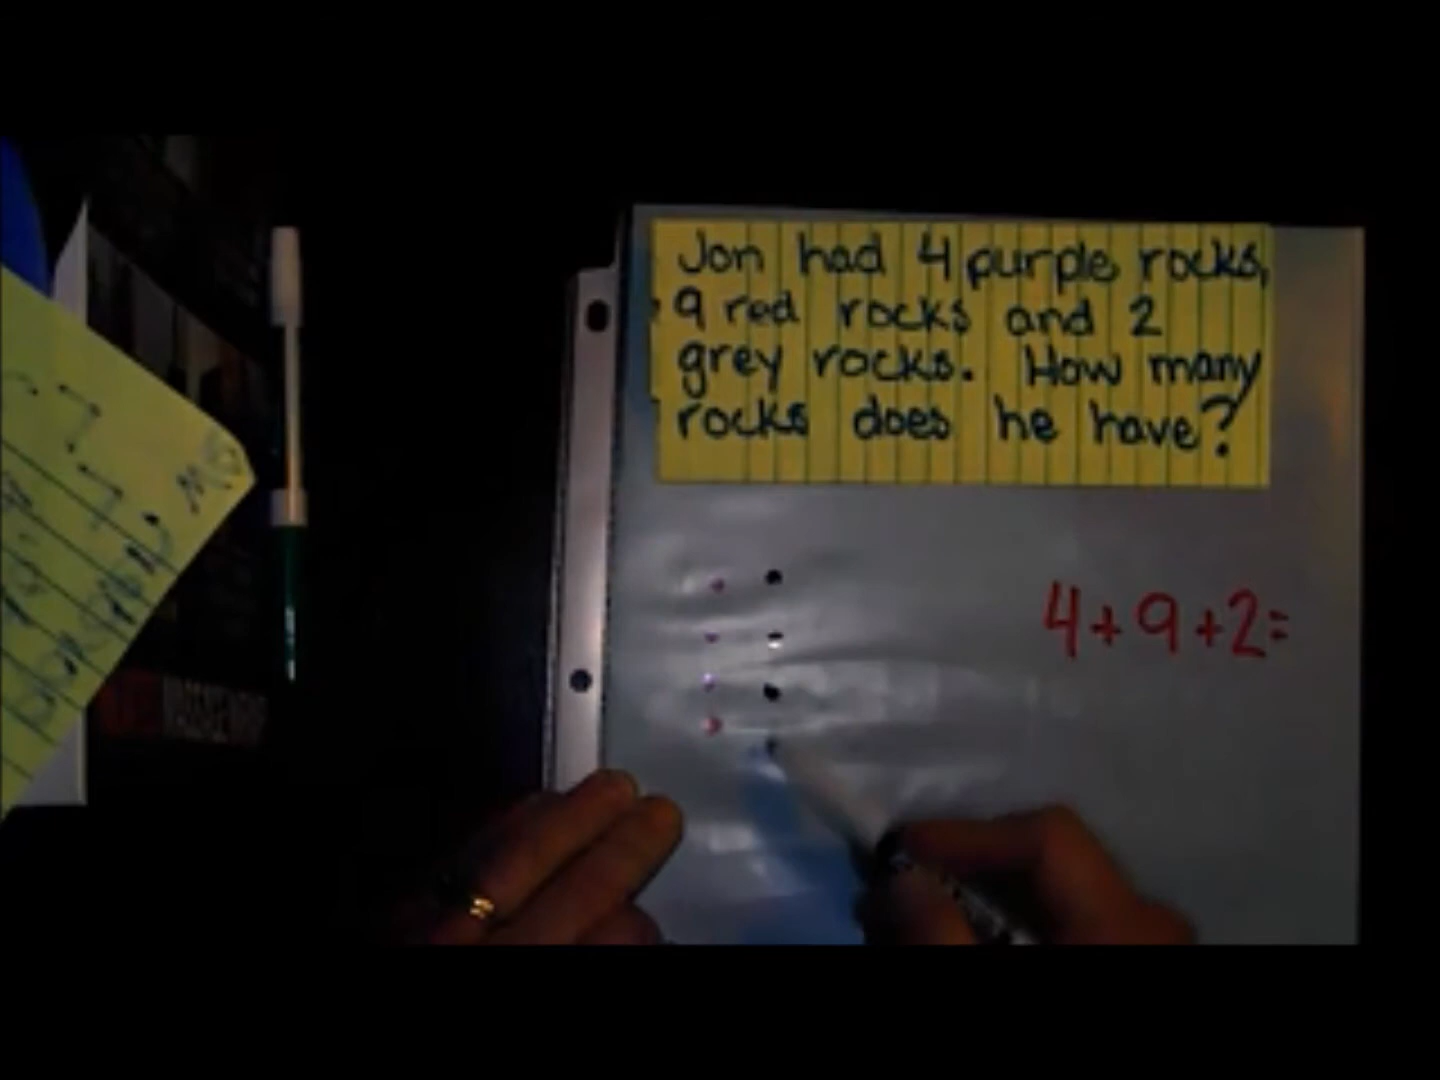 Jon had 4 purple rocks,
9 red rocks and 2
grey rocks. How many
rocks does he have?
4+9+2=